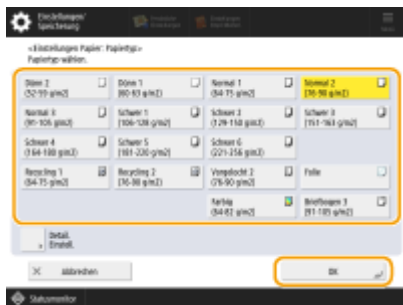 Einstellungen/
Speicherung
<Einstellungen Papier: Papiertyp>
Papiertyp wählen.
Dünn 2
(52-59 g/m2)
Dünn 1
(60-63 g/m2)
Normal 1
(64-75 g/m2)
Normal 2
(76-90 g/m2)
Normal 3
(91-105 g/m2)
Schwer 1
(106-128 g/m2)
Schwer 2
(129-150 g/m2)
Schwer 3
(151-163 g/m2)
Schwer 4
(164-180 g/m2)
Schwer 5
(181-220 g/m2)
Schwer 6
(221-256 g/m2)
Recycling 1
(64-75 g/m2)
Recycling 2
(76-90 g/m2)
Vorgelocht 2
(76-90 g/m2)
Folie
Farbig
(64-82 g/m2)
Briefbogen 3
(91-105 g/m2)
Detail.
Einstell.
Abbrechen
OK
Statusmonitor